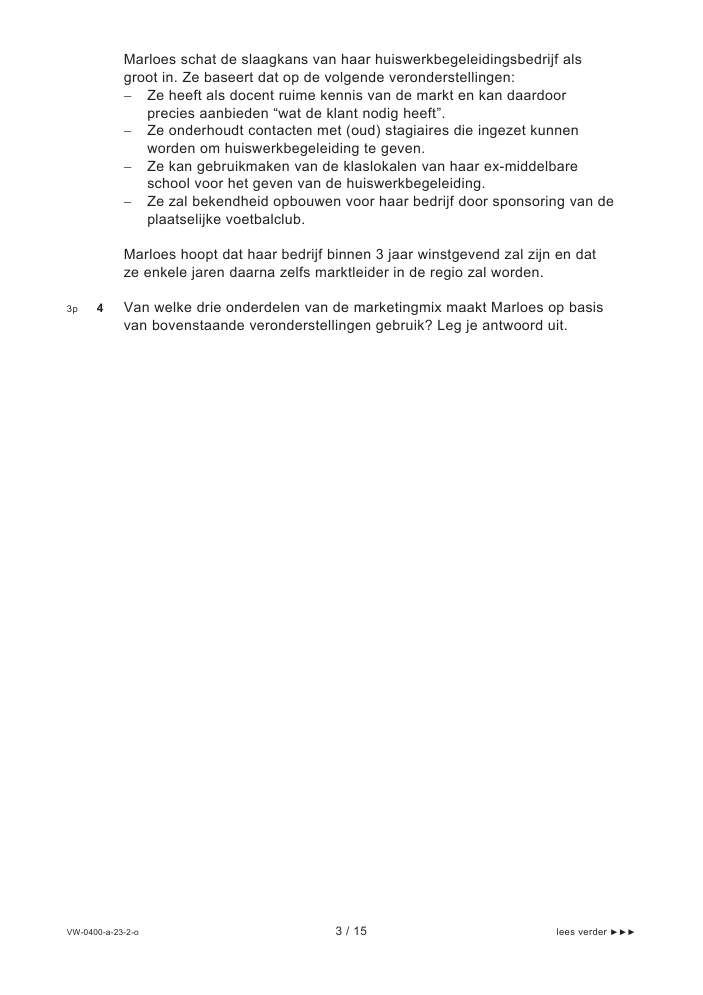 Marloes schat de slaagkans van haar huiswerkbegeleidingsbedrijf als
groot in. Ze baseert dat op de volgende veronderstellingen:
– Ze heeft als docent ruime kennis van de markt en kan daardoor
precies aanbieden “wat de klant nodig heeft”.
– Ze onderhoudt contacten met (oud) stagiaires die ingezet kunnen
worden om huiswerkbegeleiding te geven.
– Ze kan gebruikmaken van de klaslokalen van haar ex-middelbare
school voor het geven van de huiswerkbegeleiding.
– Ze zal bekendheid opbouwen voor haar bedrijf door sponsoring van de
plaatselijke voetbalclub.
Marloes hoopt dat haar bedrijf binnen 3 jaar winstgevend zal zijn en dat
ze enkele jaren daarna zelfs marktleider in de regio zal worden.
3p 4 Van welke drie onderdelen van de marketingmix maakt Marloes op basis
van bovenstaande veronderstellingen gebruik? Leg je antwoord uit.
VW-0400-a-23-2-o 3 / 15 lees verder ►►►